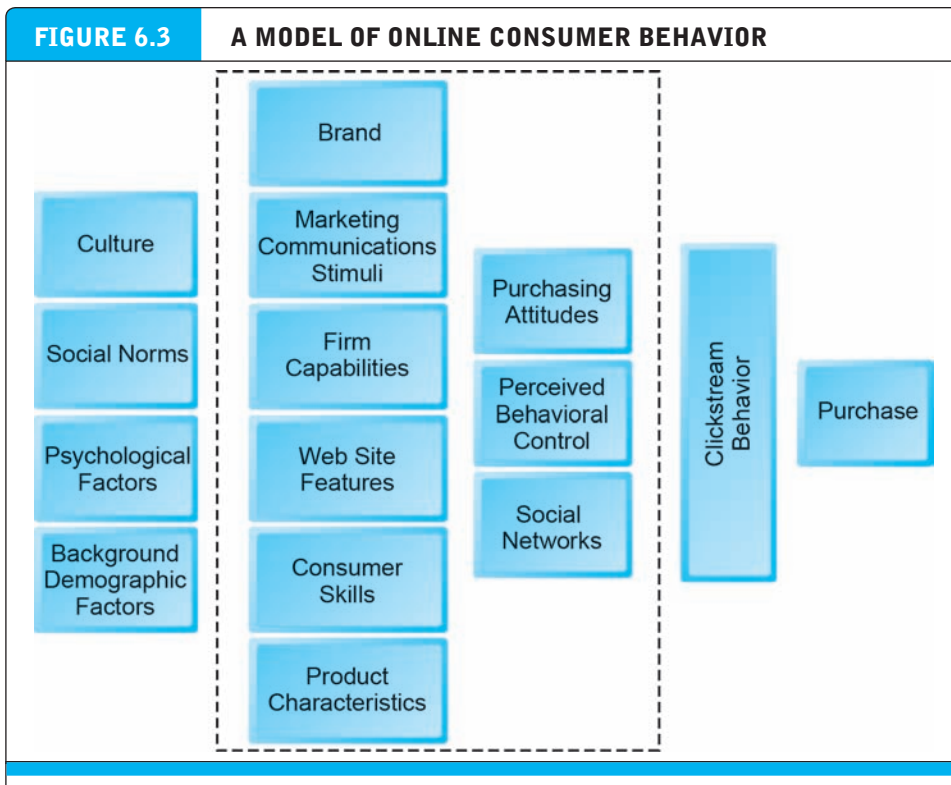 FIGURE 6.3
A MODEL OF ONLINE CONSUMER BEHAVIOR
Culture
Social Norms
Psychological
Factors
Background
Demographic
Factors
Brand
Marketing
Communications
Stimuli
Firm
Capabilities
Web Site
Features
Consumer
Skills
Product
Characteristics
Purchasing
Attitudes
Perceived
Behavioral
Control
Social
Networks
Clickstream
Behavior
Purchase